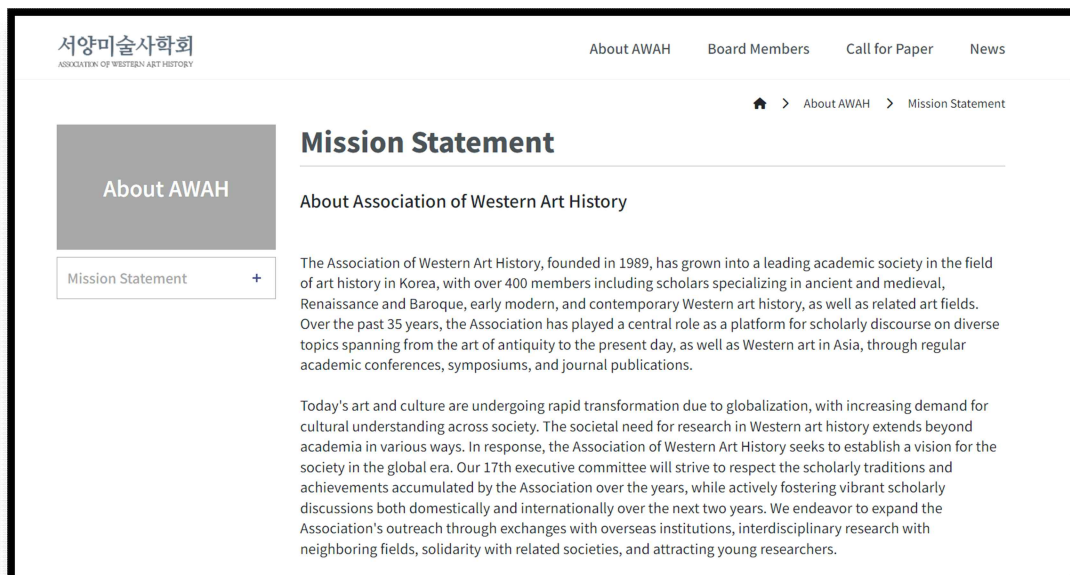 서양미술사학회
ASSOCIATION OF WESTERN ART HISTORY
About AWAH
Board Members
Call for Paper
News
About AWAH
Mission Statement
About AWAH
Mission Statement +
Mission Statement
About Association of Western Art History
The Association of Western Art History, founded in 1989, has grown into a leading academic society in the field
of art history in Korea, with over 400 members including scholars specializing in ancient and medieval,
Renaissance and Baroque, early modern, and contemporary Western art history, as well as related art fields.
Over the past 35 years, the Association has played a central role as a platform for scholarly discourse on diverse
topics spanning from the art of antiquity to the present day, as well as Western art in Asia, through regular
academic conferences, symposiums, and journal publications.
Today's art and culture are undergoing rapid transformation due to globalization, with increasing demand for
cultural understanding across society. The societal need for research in Western art history extends beyond
academia in various ways. In response, the Association of Western Art History seeks to establish a vision for the
society in the global era. Our 17th executive committee will strive to respect the scholarly traditions and
achievements accumulated by the Association over the years, while actively fostering vibrant scholarly
discussions both domestically and internationally over the next two years. We endeavor to expand the
Association's outreach through exchanges with overseas institutions, interdisciplinary research with
neighboring fields, solidarity with related societies, and attracting young researchers.